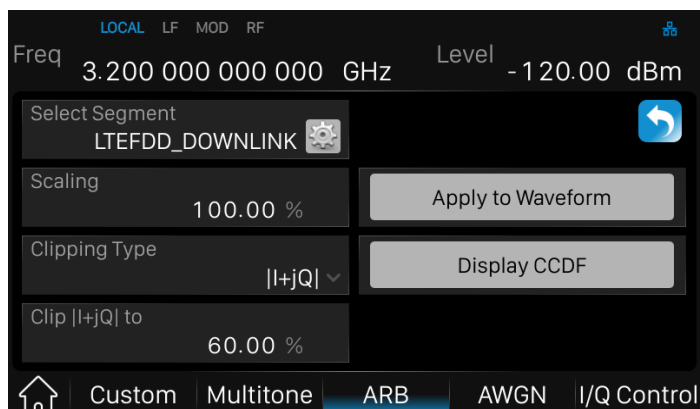 LOCAL LF MOD RF
Freq 3.200 000 000 000 GHz Level -120.00 dBm
Select Segment
LTEFDD_DOWNLINK
Scaling
100.00 %
Apply to Waveform
Clipping Type
|I+jQ|
Display CCDF
Clip |I+jQ| to
60.00 %
Custom Multitone ARB AWGN I/Q Control